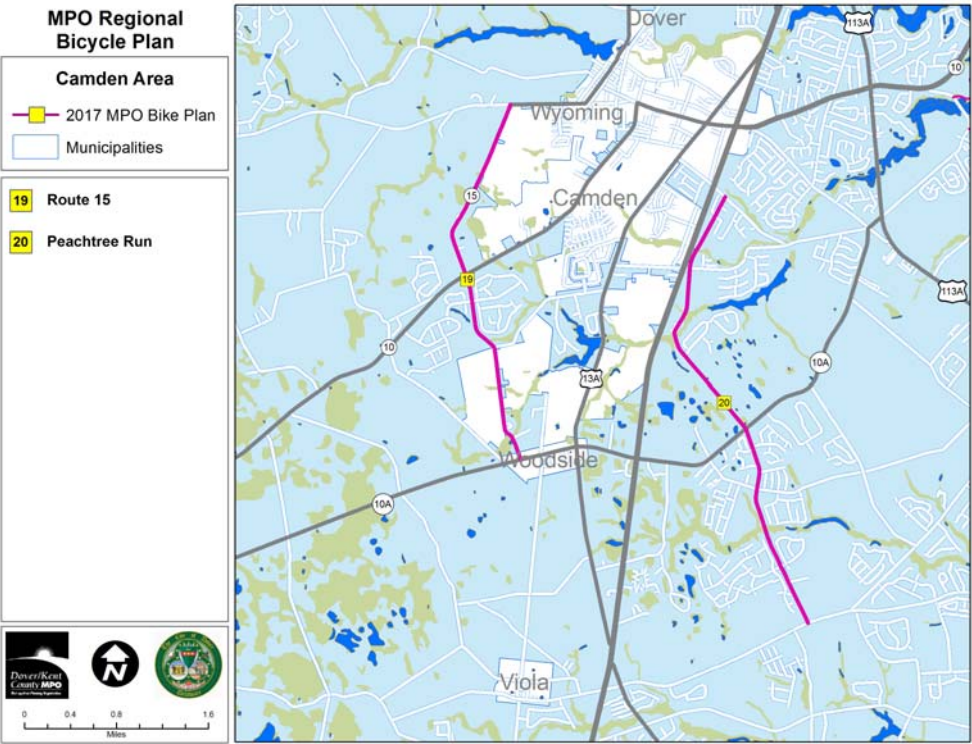 MPO Regional
Bicycle Plan
Camden Area
2017 MPO Bike Plan
Municipalities
19 Route 15
20 Peachtree Run
Dover/Kent
County MPO
N
0 0.4 0.8 1.6
Miles
Dover
113A
10
Wyoming
15
Camden
19
113A
10
10A
13A
20
Woodside
10A
Viola